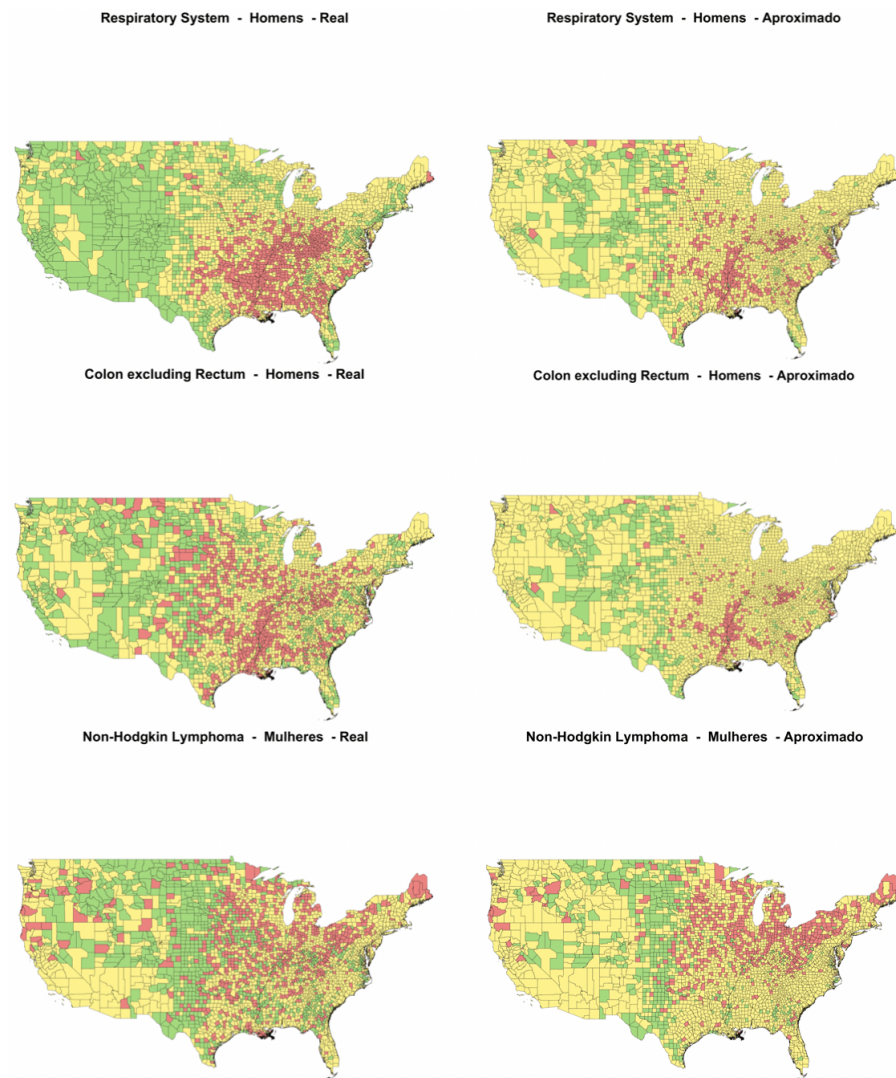 Respiratory System - Homens - Real
Respiratory System - Homens - Aproximado
Colon excluding Rectum - Homens - Real
Colon excluding Rectum - Homens - Aproximado
Non-Hodgkin Lymphoma - Mulheres - Real
Non-Hodgkin Lymphoma - Mulheres - Aproximado